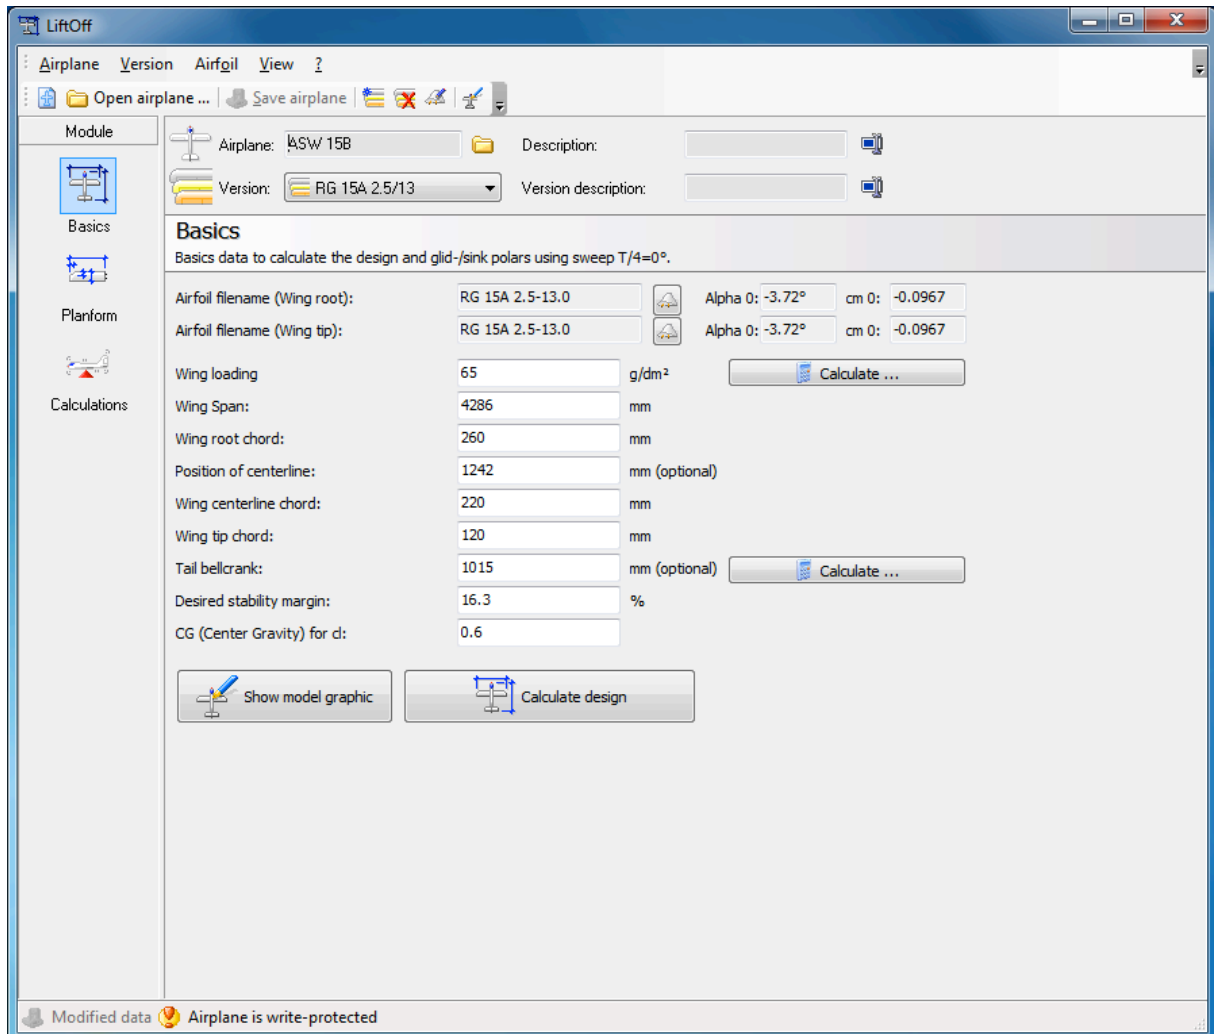 LiftOff
Airplane Version Airfoil View ?
Open airplane ... Save airplane
Module
Airplane: ASW 15B Description:
Version: RG 15A 2.5/13 Version description:
Basics
Basics
Basics data to calculate the design and glid-/sink polars using sweep T/4=0°.
Planform
Calculations
Airfoil filename (Wing root): RG 15A 2.5-13.0 Alpha 0: -3.72° cm 0: -0.0967
Airfoil filename (Wing tip): RG 15A 2.5-13.0 Alpha 0: -3.72° cm 0: -0.0967
Wing loading 65 g/dm² Calculate ...
Wing Span: 4286 mm
Wing root chord: 260 mm
Position of centerline: 1242 mm (optional)
Wing centerline chord: 220 mm
Wing tip chord: 120 mm
Tail bellcrank: 1015 mm (optional) Calculate ...
Desired stability margin: 16.3 %
CG (Center Gravity) for cl: 0.6
Show model graphic Calculate design
Modified data Airplane is write-protected